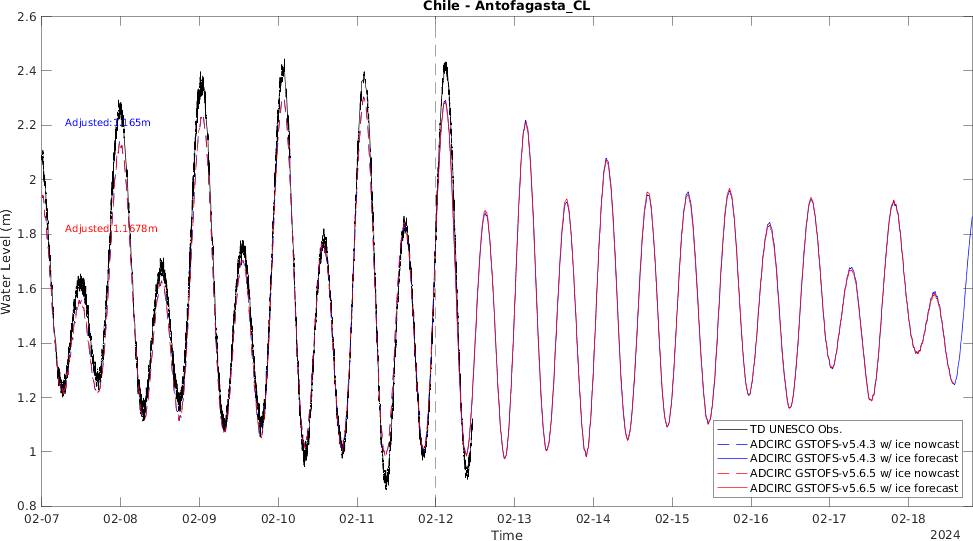 Chile - Antofagasta_CL
2.6
2.4
2.2
2
1.8
1.6
1.4
1.2
1
0.8
Water Level (m)
Adjusted:1.165m
Adjusted:1.1678m
TD UNESCO Obs.
ADCIRC GSTOFS-v5.4.3 w/ ice nowcast
ADCIRC GSTOFS-v5.4.3 w/ ice forecast
ADCIRC GSTOFS-v5.6.5 w/ ice nowcast
ADCIRC GSTOFS-v5.6.5 w/ ice forecast
02-07 02-08 02-09 02-10 02-11 02-12 02-13 02-14 02-15 02-16 02-17 02-18
Time
2024